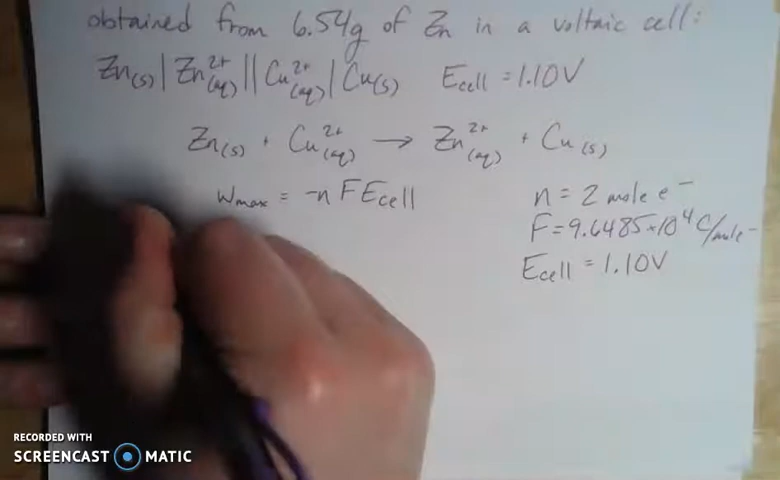 obtained from 6.54g of Zn in a voltaic cell:
Zn(s) | Zn²⁺(aq) || Cu²⁺(aq) | Cu(s) Ecell = 1.10V
Zn(s) + Cu²⁺(aq) → Zn²⁺(aq) + Cu(s)
Wmax = -nFEcell
n = 2 mole e⁻
F = 9.6485×10⁴ C/mole⁻
Ecell = 1.10V
RECORDED WITH
SCREENCAST MATIC